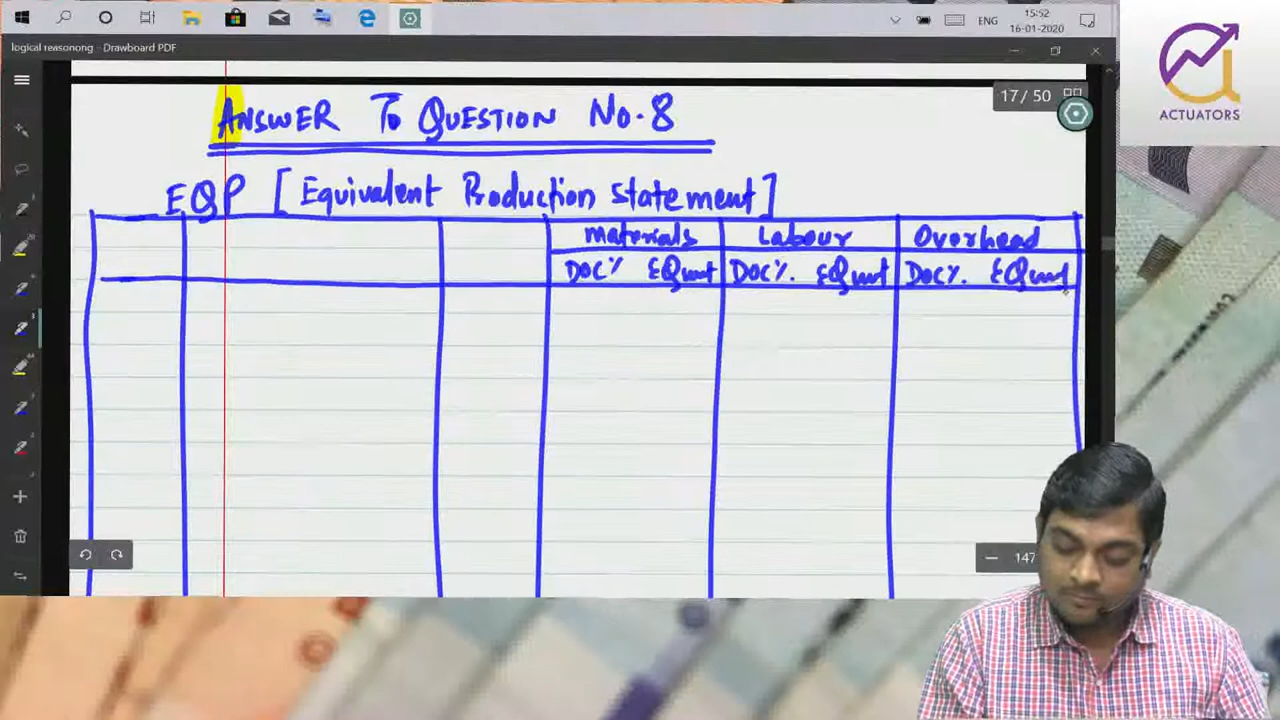 15:52
ENG
16-01-2020
logical reasonong - Drawboard PDF
17 / 50
ACTUATORS
ANSWER TO QUESTION NO.8
EQP [Equivalent Production Statement]
Materials Labour Overhead
DOC% EQunt DOC%. EQunt DOC%. EQunt
147